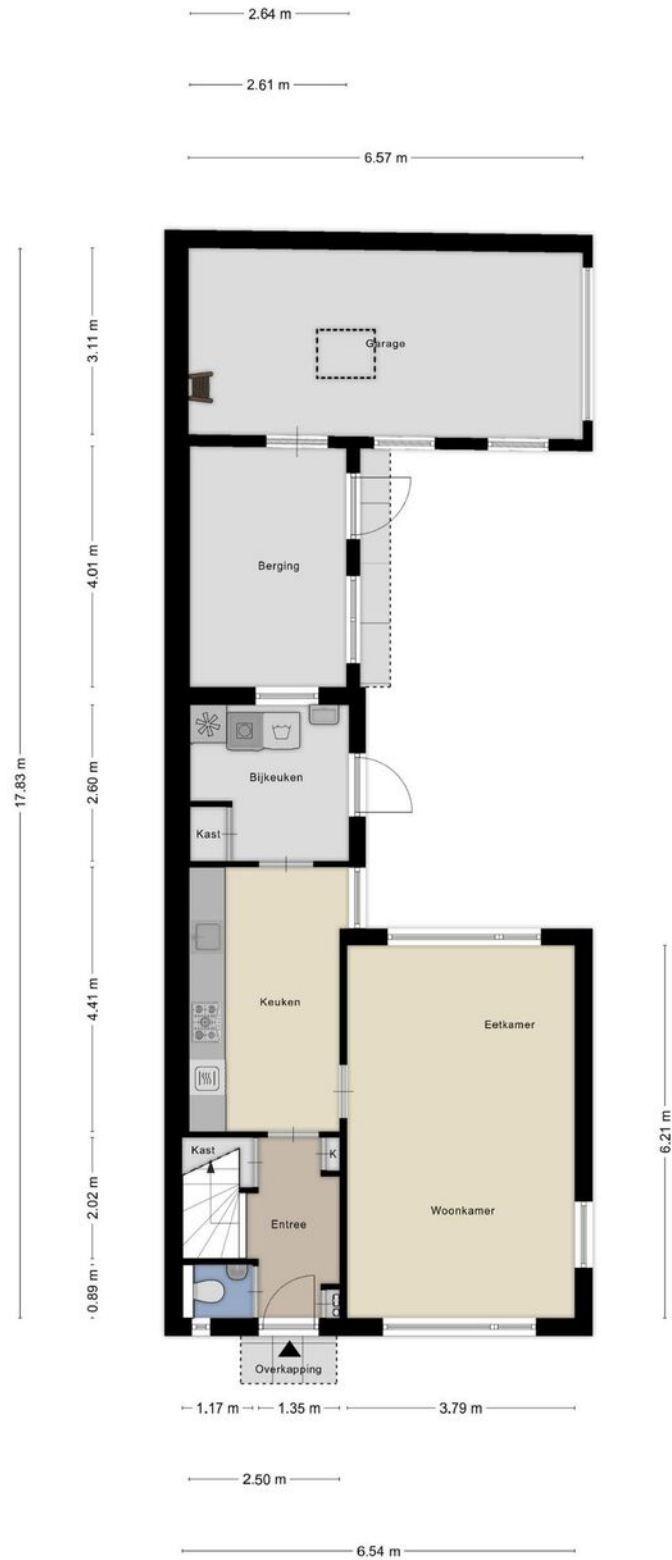 2.64 m
2.61 m
6.57 m
3.11 m
Garage
4.01 m
Berging
17.83 m
2.60 m
Bijkeuken
Kast
4.41 m
Keuken
Eetkamer
6.21 m
Kast
K
2.02 m
Entree
Woonkamer
0.89 m
Overkapping
1.17 m
1.35 m
3.79 m
2.50 m
6.54 m